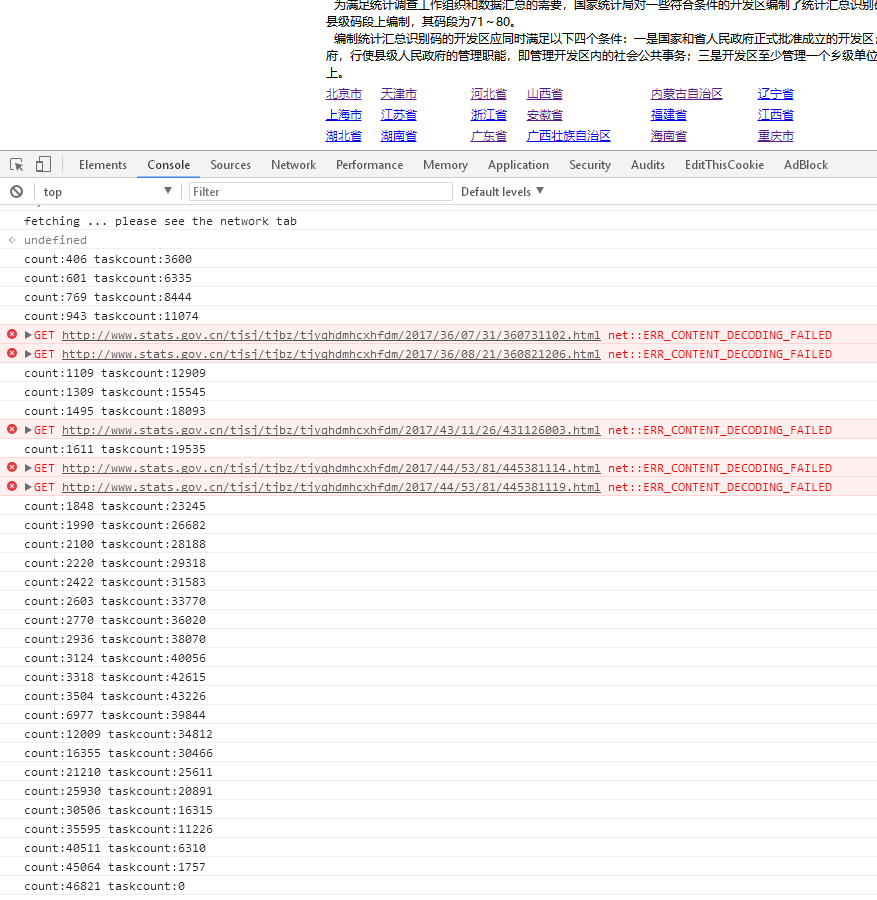 为满足统计调查工作组织和数据汇总的需要，国家统计局对一些符合条件的开发区编制了统计汇总识别
县级码段上编制，其码段为71～80。
编制统计汇总识别码的开发区应同时满足以下四个条件：一是国家和省人民政府正式批准成立的开发区；
府，行使县级人民政府的管理职能，即管理开发区内的社会公共事务；三是开发区至少管理一个乡级单位
上。
北京市 天津市 河北省 山西省 内蒙古自治区 辽宁省
上海市 江苏省 浙江省 安徽省 福建省 江西省
湖北省 湖南省 广东省 广西壮族自治区 海南省 重庆市
Elements Console Sources Network Performance Memory Application Security Audits EditThisCookie AdBlock
top Filter Default levels
fetching ... please see the network tab
undefined
count:406 taskcount:3600
count:601 taskcount:6335
count:769 taskcount:8444
count:943 taskcount:11074
GET http://www.stats.gov.cn/tjsj/tjbz/tjyqhdmhcxhfdm/2017/36/07/31/360731102.html net::ERR_CONTENT_DECODING_FAILED
GET http://www.stats.gov.cn/tjsj/tjbz/tjyqhdmhcxhfdm/2017/36/08/21/360821206.html net::ERR_CONTENT_DECODING_FAILED
count:1109 taskcount:12909
count:1309 taskcount:15545
count:1495 taskcount:18093
GET http://www.stats.gov.cn/tjsj/tjbz/tjyqhdmhcxhfdm/2017/43/11/26/431126003.html net::ERR_CONTENT_DECODING_FAILED
count:1611 taskcount:19535
GET http://www.stats.gov.cn/tjsj/tjbz/tjyqhdmhcxhfdm/2017/44/53/81/445381114.html net::ERR_CONTENT_DECODING_FAILED
GET http://www.stats.gov.cn/tjsj/tjbz/tjyqhdmhcxhfdm/2017/44/53/81/445381119.html net::ERR_CONTENT_DECODING_FAILED
count:1848 taskcount:23245
count:1990 taskcount:26682
count:2100 taskcount:28188
count:2220 taskcount:29318
count:2422 taskcount:31583
count:2603 taskcount:33770
count:2770 taskcount:36020
count:2936 taskcount:38070
count:3124 taskcount:40056
count:3318 taskcount:42615
count:3504 taskcount:43226
count:6977 taskcount:39844
count:12009 taskcount:34812
count:16355 taskcount:30466
count:21210 taskcount:25611
count:25930 taskcount:20891
count:30506 taskcount:16315
count:35595 taskcount:11226
count:40511 taskcount:6310
count:45064 taskcount:1757
count:46821 taskcount:0